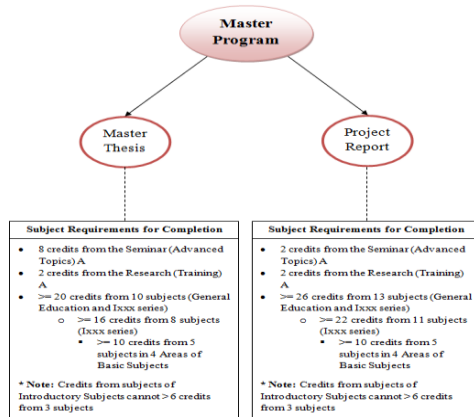 Master
Program
Master
Thesis
Project
Report
Subject Requirements for Completion
• 8 credits from the Seminar (Advanced
Topics) A
• 2 credits from the Research (Training)
A
• >= 20 credits from 10 subjects (General
Education and Ixxx series)
o >= 16 credits from 8 subjects
(Ixxx series)
▪ >= 10 credits from 5
subjects in 4 Areas of
Basic Subjects
* Note: Credits from subjects of
Introductory Subjects cannot > 6 credits
from 3 subjects
Subject Requirements for Completion
• 2 credits from the Seminar (Advanced
Topics) A
• 2 credits from the Research (Training)
A
• >= 26 credits from 13 subjects (General
Education and Ixxx series)
o >= 22 credits from 11 subjects
(Ixxx series)
▪ >= 10 credits from 5
subjects in 4 Areas of
Basic Subjects
* Note: Credits from subjects of
Introductory Subjects cannot > 6 credits
from 3 subjects